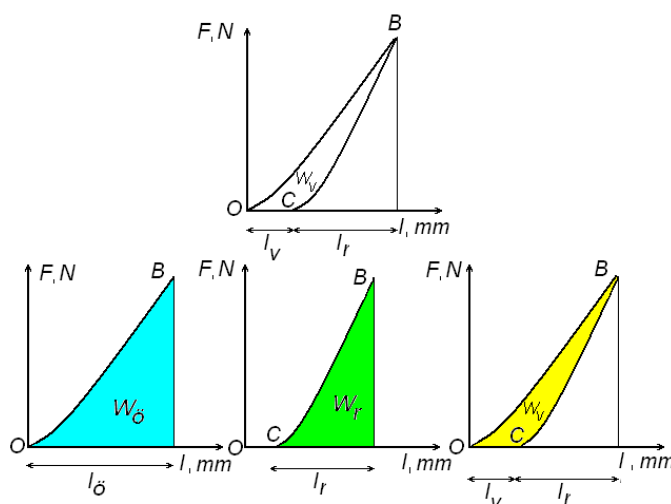 F, N
B
W_v
O
C
l, mm
l_v
l_r
F, N
B
W_ö
O
l, mm
l_ö
F, N
B
W_r
C
l, mm
l_r
F, N
B
W_v
O
C
l, mm
l_v
l_r